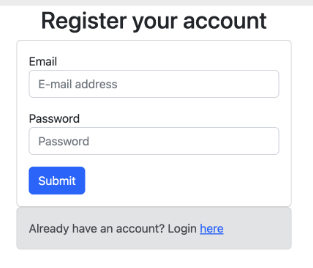 Register your account
Email
E-mail address
Password
Password
Submit
Already have an account? Login here